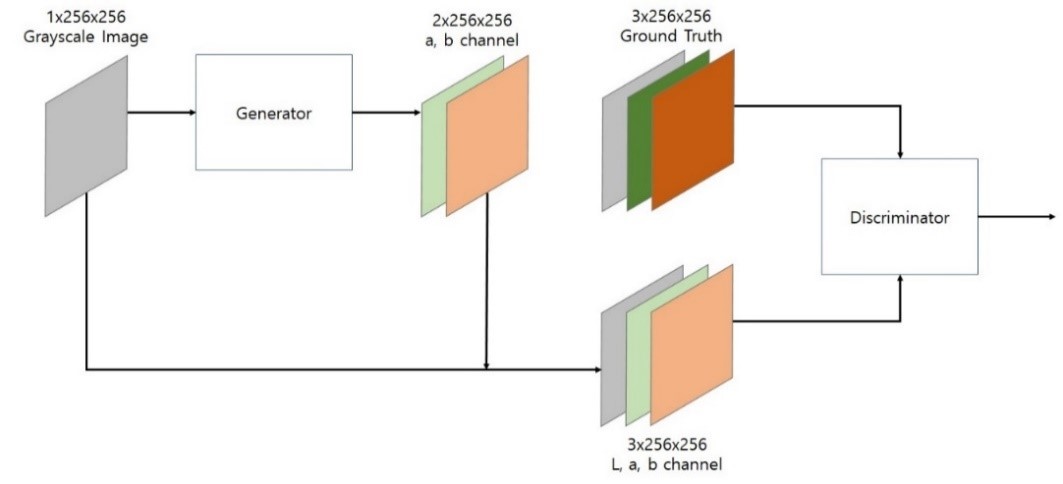 1x256x256
Grayscale Image
Generator
2x256x256
a, b channel
3x256x256
Ground Truth
Discriminator
3x256x256
L, a, b channel